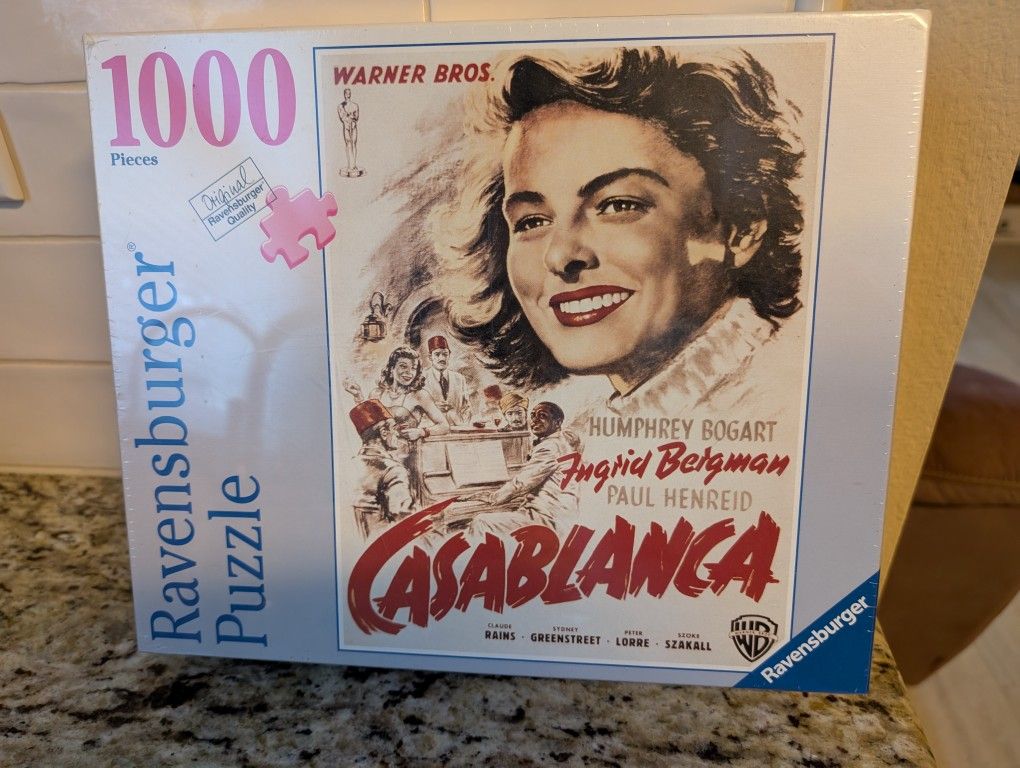 1000
Pieces
Original
Ravensburger
Quality
Ravensburger®
Puzzle
WARNER BROS.
HUMPHREY BOGART
Ingrid Bergman
PAUL HENREID
CASABLANCA
CLAUDE RAINS · SYDNEY GREENSTREET · PETER LORRE · SZOKE SZAKALL
WB
Ravensburger